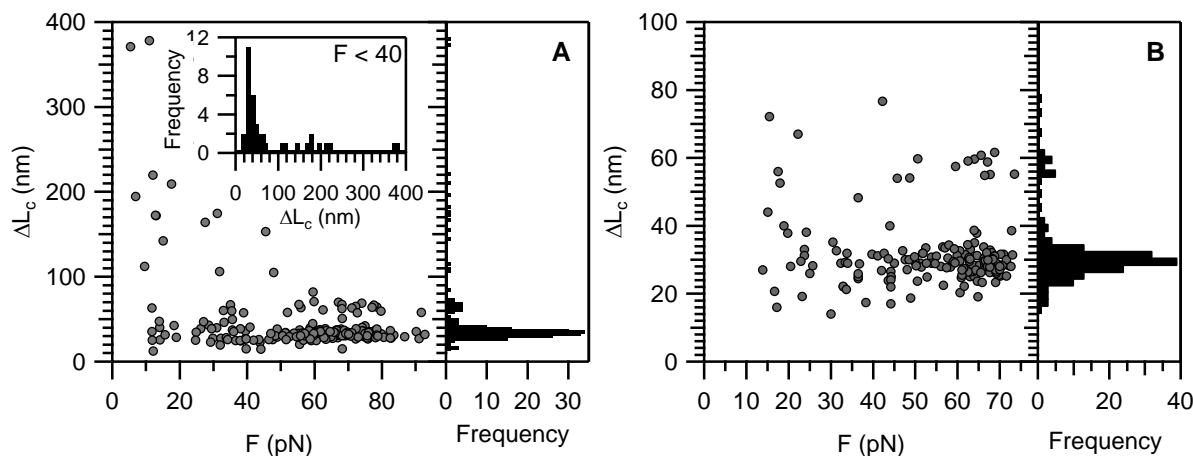 A
ΔLc (nm)
400
300
200
100
0
F < 40
Frequency
12
8
4
0
0 100 200 300 400
ΔLc (nm)
0 20 40 60 80
0 10 20 30
F (pN)
Frequency
B
ΔLc (nm)
100
80
60
40
20
0
0 10 20 30 40 50 60 70
0 20 40
F (pN)
Frequency